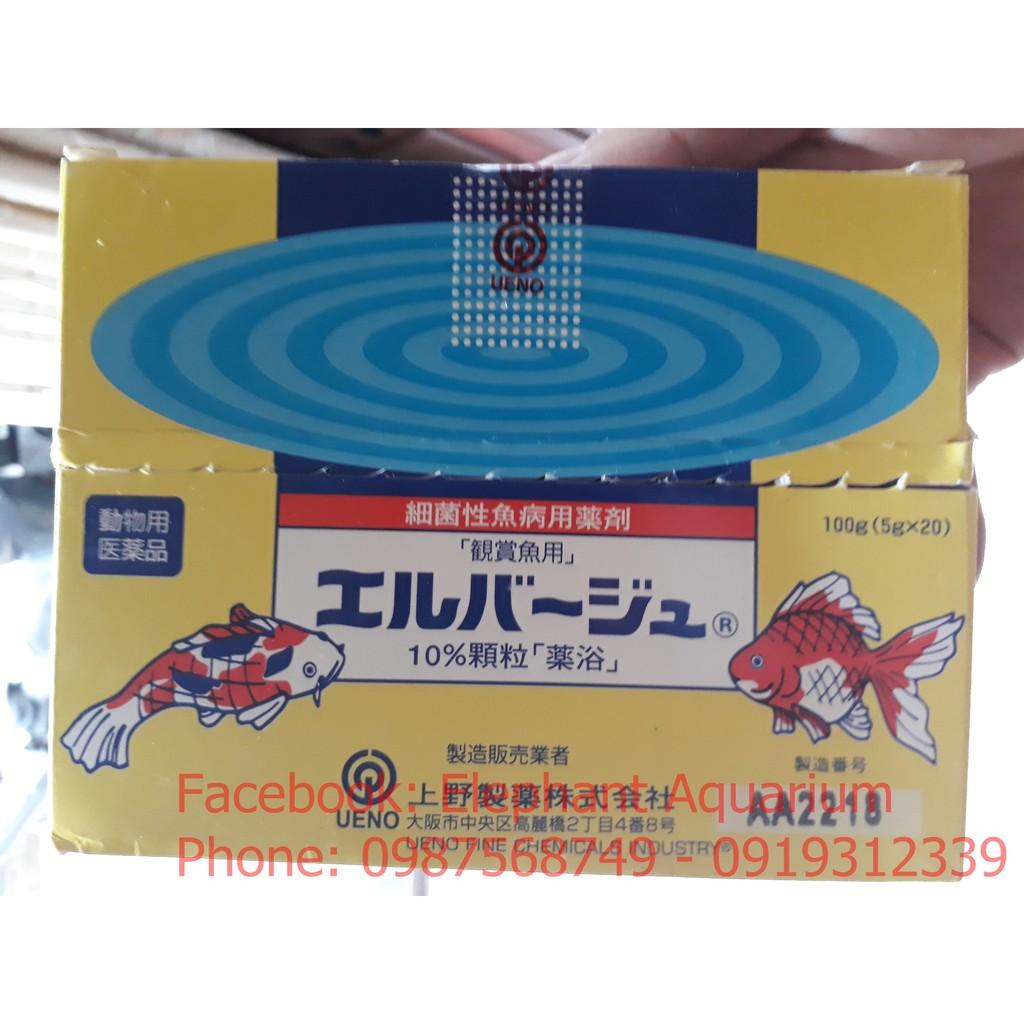 UENO
細菌性魚病用薬剤
動物用
医薬品
100g(5g×20)
「観賞魚用」
エルバージュ®
10%顆粒「薬浴」
製造販売業者
製造番号
上野製薬株式会社
UENO
AA2218
大阪市中央区高麗橋2丁目4番8号
UENO FINE CHEMICALS INDUSTRY®
Facebook: Elephant Aquarium
Phone: 0987568749 - 0919312339